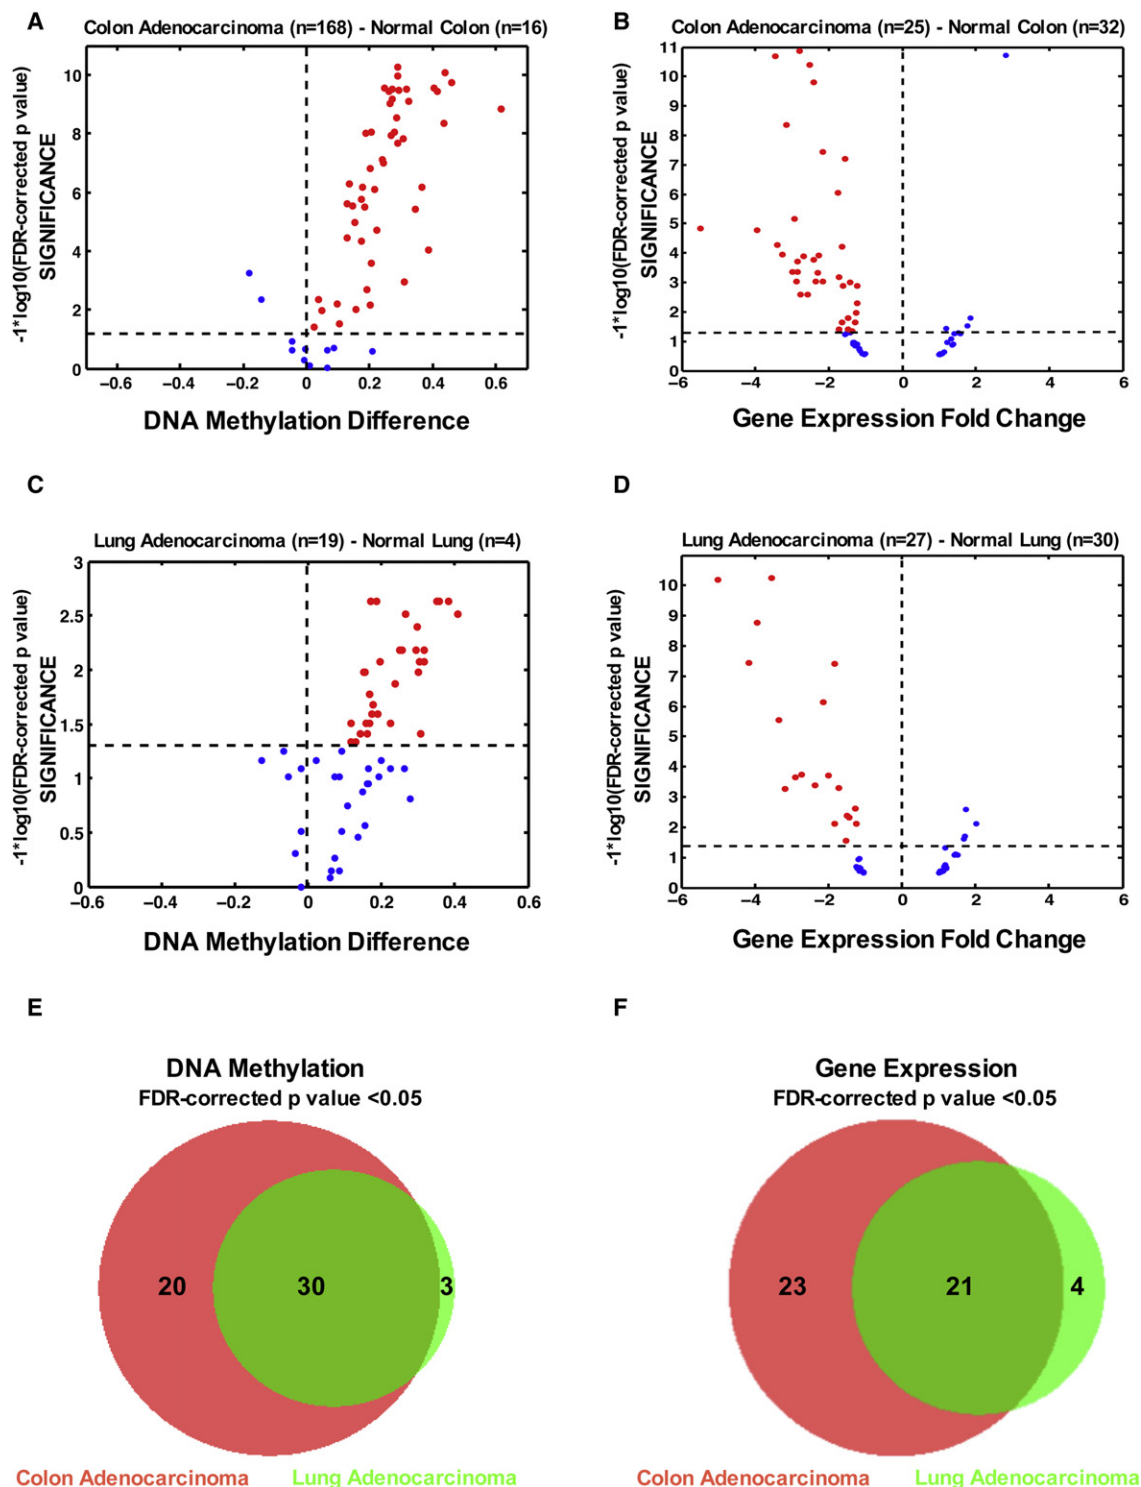 A
Colon Adenocarcinoma (n=168) - Normal Colon (n=16)
-1*log10(FDR-corrected p value)
SIGNIFICANCE
10
8
6
4
2
0
−0.6
−0.4
−0.2
0
0.2
0.4
0.6
DNA Methylation Difference
B
Colon Adenocarcinoma (n=25) - Normal Colon (n=32)
-1*log10(FDR-corrected p value)
SIGNIFICANCE
11
10
9
8
7
6
5
4
3
2
1
0
−6
−4
−2
0
2
4
6
Gene Expression Fold Change
C
Lung Adenocarcinoma (n=19) - Normal Lung (n=4)
-1*log10(FDR-corrected p value)
SIGNIFICANCE
3
2.5
2
1.5
1
0.5
0
−0.6
−0.4
−0.2
0
0.2
0.4
0.6
DNA Methylation Difference
D
Lung Adenocarcinoma (n=27) - Normal Lung (n=30)
-1*log10(FDR-corrected p value)
SIGNIFICANCE
10
9
8
7
6
5
4
3
2
1
0
−6
−4
−2
0
2
4
6
Gene Expression Fold Change
E
DNA Methylation
FDR-corrected p value <0.05
20
30
3
Colon Adenocarcinoma
Lung Adenocarcinoma
F
Gene Expression
FDR-corrected p value <0.05
23
21
4
Colon Adenocarcinoma
Lung Adenocarcinoma